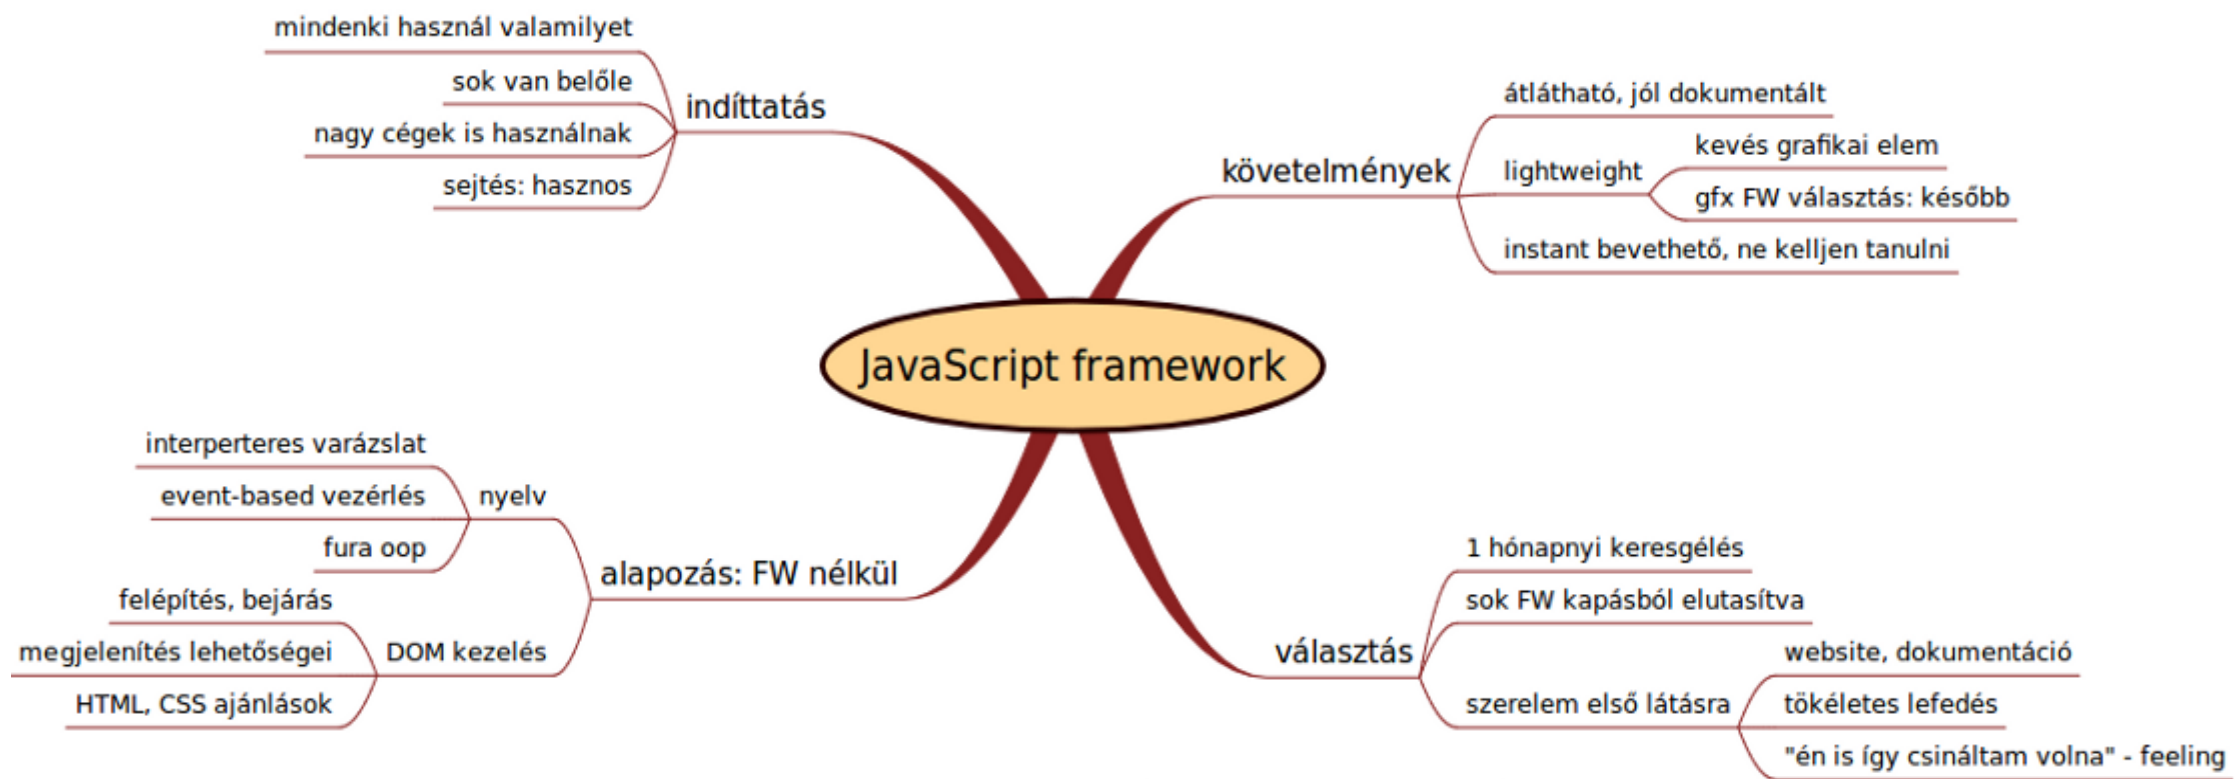 JavaScript framework
indíttatás
mindenki használ valamilyet
sok van belőle
nagy cégek is használnak
sejtés: hasznos
követelmények
átlátható, jól dokumentált
lightweight
kevés grafikai elem
gfx FW választás: később
instant bevethető, ne kelljen tanulni
alapozás: FW nélkül
nyelv
interperteres varázslat
event-based vezérlés
fura oop
DOM kezelés
felépítés, bejárás
megjelenítés lehetőségei
HTML, CSS ajánlások
választás
1 hónapnyi keresgélés
sok FW kapásból elutasítva
szerelem első látásra
website, dokumentáció
tökéletes lefedés
"én is így csináltam volna" - feeling